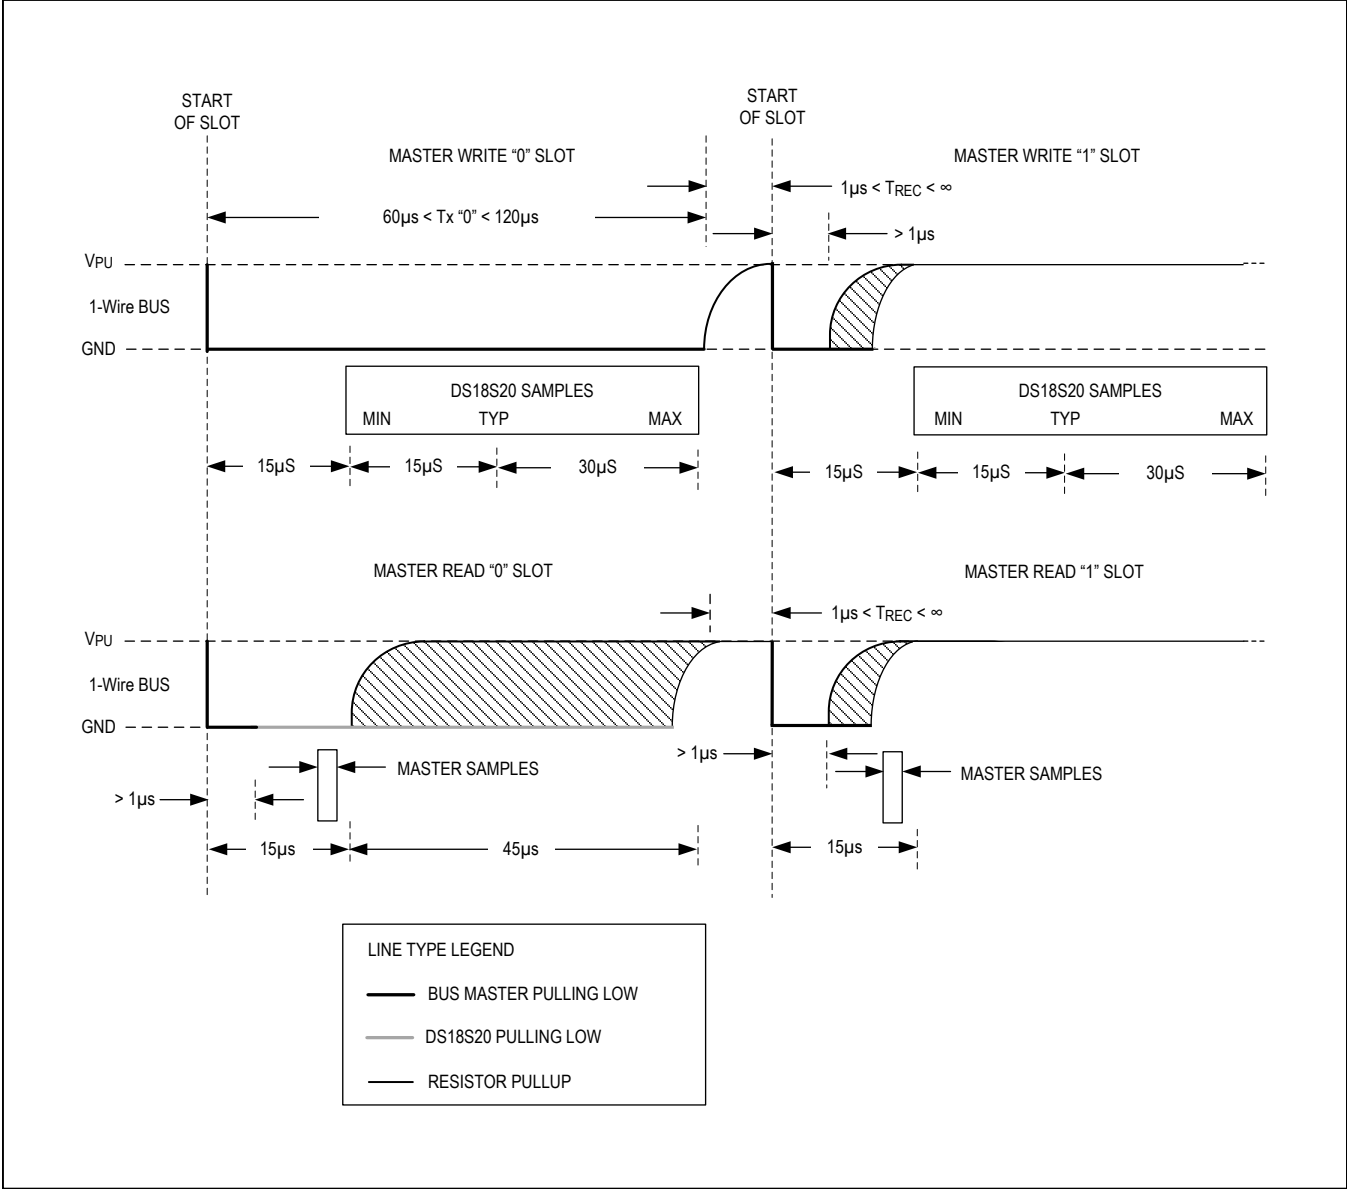 START
OF SLOT
START
OF SLOT
MASTER WRITE “0” SLOT
MASTER WRITE “1” SLOT
1µs < TREC < ∞
60µs < Tx “0” < 120µs
> 1µs
VPU
1-Wire BUS
GND
DS18S20 SAMPLES
MIN TYP MAX
DS18S20 SAMPLES
MIN TYP MAX
15µS 15µS 30µS
15µS 15µS 30µS
MASTER READ “0” SLOT
MASTER READ “1” SLOT
1µs < TREC < ∞
VPU
1-Wire BUS
GND
> 1µs
MASTER SAMPLES
MASTER SAMPLES
> 1µs
15µs 45µs
15µs
LINE TYPE LEGEND
BUS MASTER PULLING LOW
DS18S20 PULLING LOW
RESISTOR PULLUP